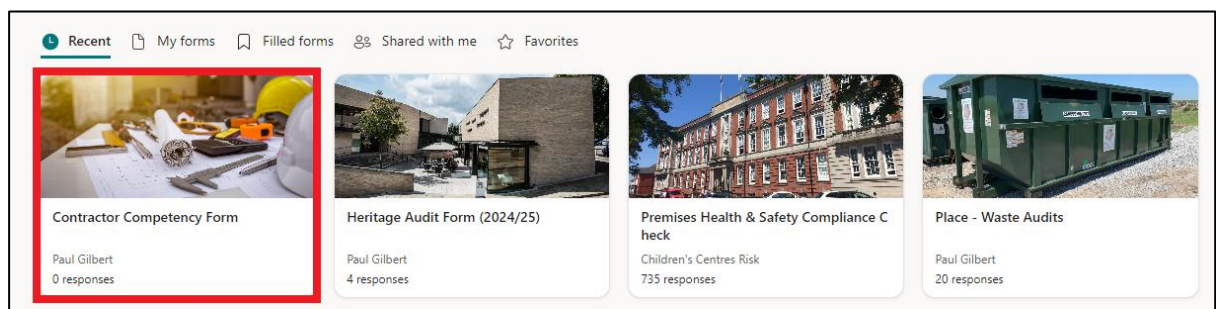 Recent My forms Filled forms Shared with me Favorites
Contractor Competency Form
Paul Gilbert
0 responses
Heritage Audit Form (2024/25)
Paul Gilbert
4 responses
Premises Health & Safety Compliance C
heck
Children's Centres Risk
735 responses
Place - Waste Audits
Paul Gilbert
20 responses